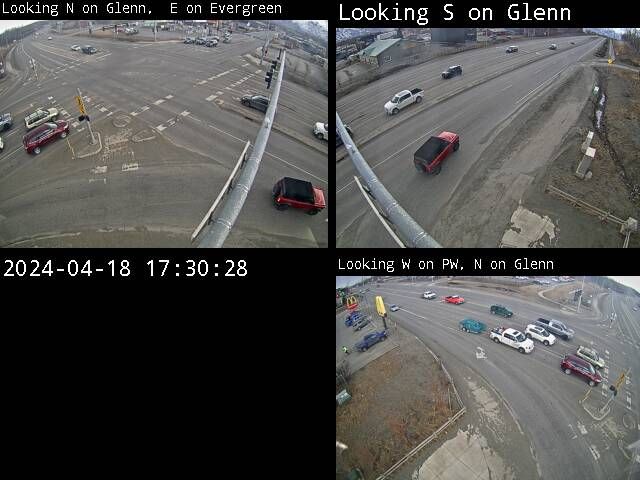 Looking N on Glenn,  E on Evergreen
Looking S on Glenn
2024-04-18 17:30:28
Looking W on PW, N on Glenn